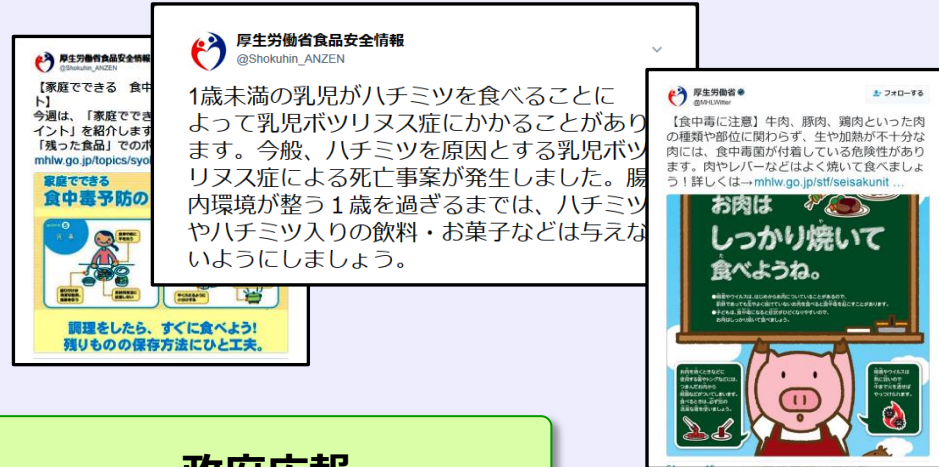 厚生労働省食品安全情報
@Shokuhin_ANZEN
【家庭でできる 食中
ト】
今週は、「家庭ででき
イント」を紹介します
「残った食品」でのポ
mhlw.go.jp/topics/syol
家庭でできる
食中毒予防の
調理をしたら、すぐに食べよう!
残りものの保存方法にひと工夫。
厚生労働省食品安全情報
@Shokuhin_ANZEN
1歳未満の乳児がハチミツを食べることに
よって乳児ボツリヌス症にかかることがあり
ます。今般、ハチミツを原因とする乳児ボツ
リヌス症による死亡事案が発生しました。腸
内環境が整う１歳を過ぎるまでは、ハチミツ
やハチミツ入りの飲料・お菓子などは与えな
いようにしましょう。
厚生労働省
@MHLWitter
フォローする
【食中毒に注意】牛肉、豚肉、鶏肉といった肉
の種類や部位に関わらず、生や加熱が不十分な
肉には、食中毒菌が付着している危険性があり
ます。肉やレバーなどはよく焼いて食べましょ
う！詳しくは→mhlw.go.jp/stf/seisakunit …
お肉は
しっかり焼いて
食べようね。
政府広報